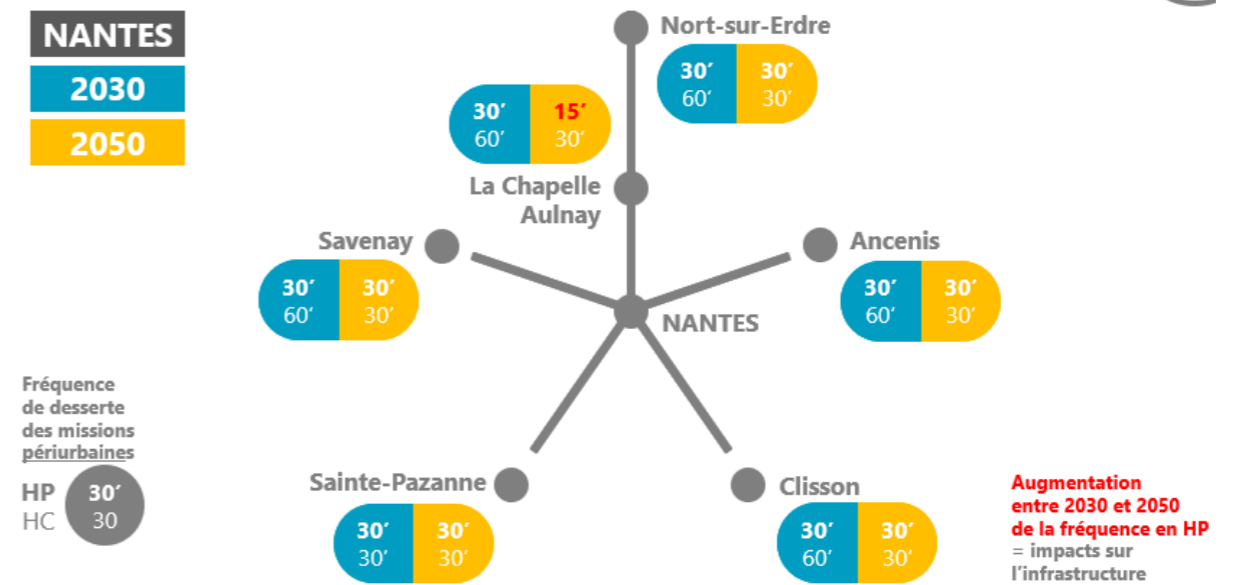 NANTES
2030
2050
Nort-sur-Erdre
30′ 30′
60′ 30′
30′ 15′
60′ 30′
La Chapelle
Aulnay
Savenay
30′ 30′
60′ 30′
Ancenis
30′ 30′
60′ 30′
NANTES
Fréquence
de desserte
des missions
périurbaines
HP 30′
HC 30
Sainte-Pazanne
30′ 30′
30′ 30′
Clisson
30′ 30′
60′ 30′
Augmentation
entre 2030 et 2050
de la fréquence en HP
= impacts sur
l’infrastructure